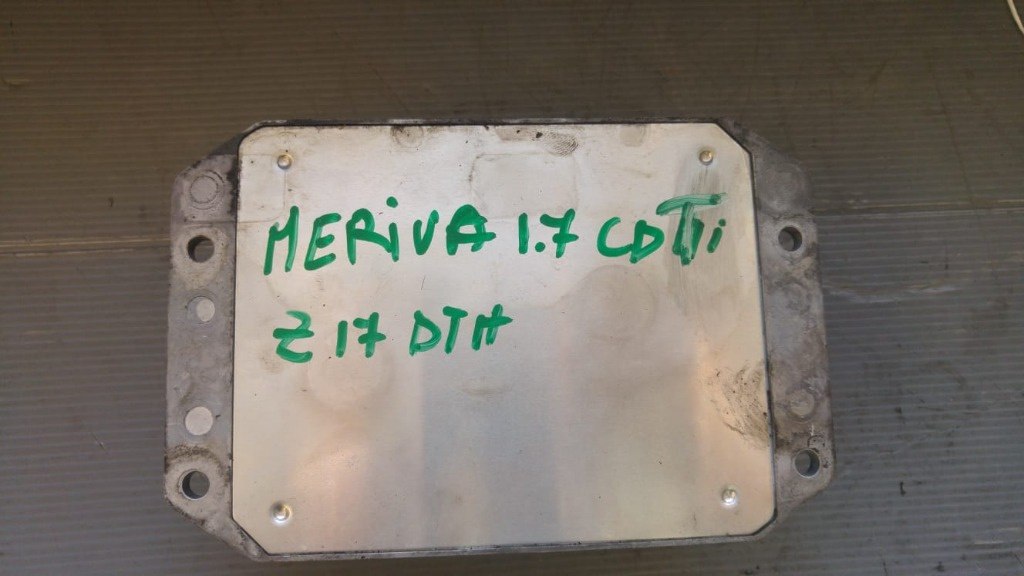 MERiVA 1.7 CDTi
Z 17 DTH